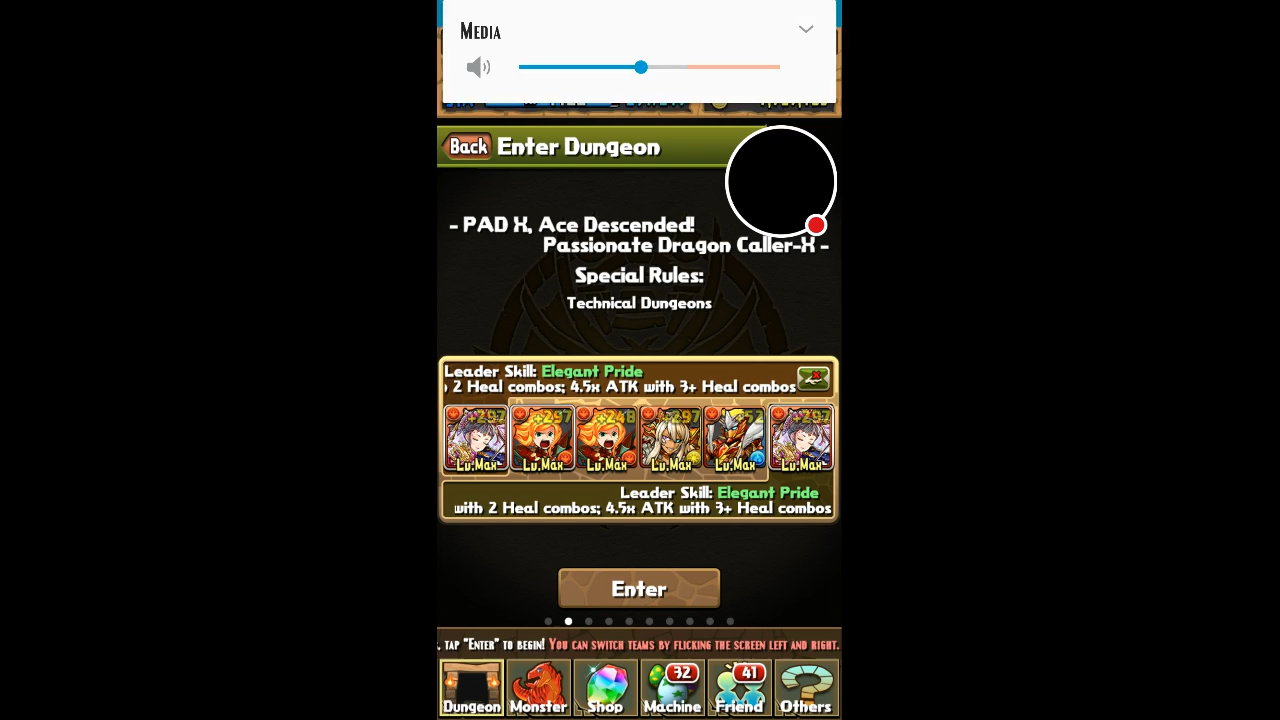 Media
Back Enter Dungeon
- PAD X, Ace Descended!
Passionate Dragon Caller-X -
Special Rules:
Technical Dungeons
Leader Skill: Elegant Pride
2 Heal combos; 4.5x ATK with 3+ Heal combos
+297 +297 +248 +297 +52 +297
Lv.Max Lv.Max Lv.Max Lv.Max Lv.Max Lv.Max
Leader Skill: Elegant Pride
with 2 Heal combos; 4.5x ATK with 3+ Heal combos
Enter
, tap "Enter" to begin! You can switch teams by flicking the screen left and right.
32 41
Dungeon Monster Shop Machine Friend Others